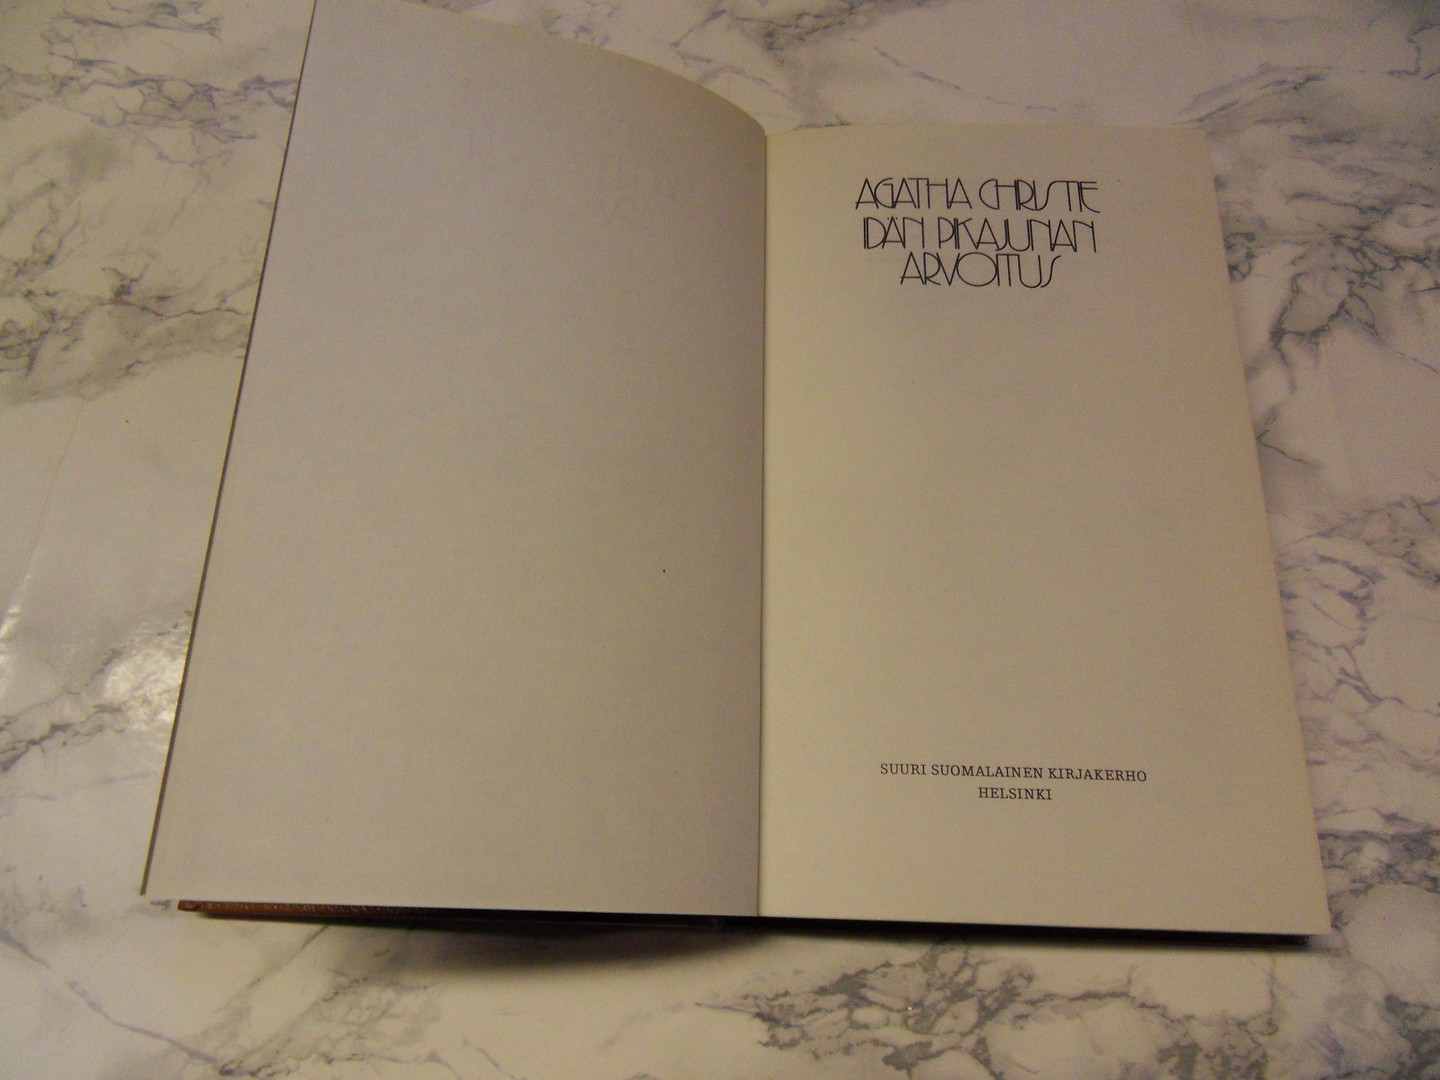 AGATHA CHRISTIE
IDÄN PIKAJUNAN
ARVOITUS
SUURI SUOMALAINEN KIRJAKERHO
HELSINKI